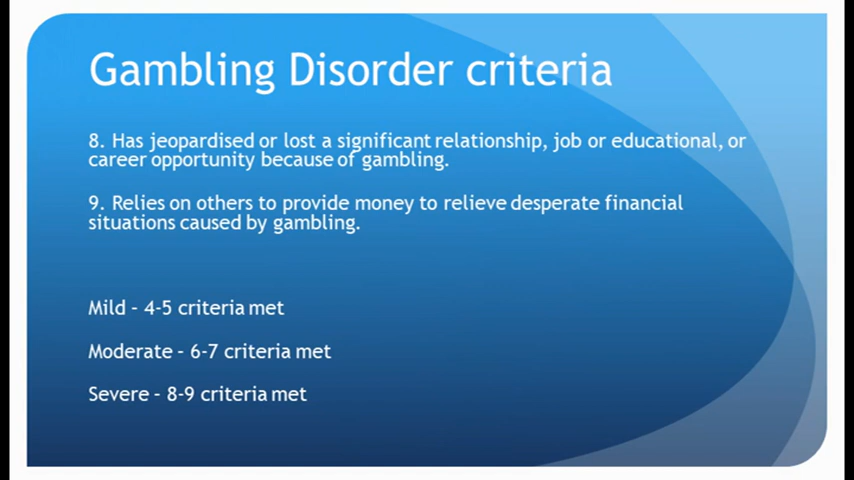 Gambling Disorder criteria
8. Has jeopardised or lost a significant relationship, job or educational, or
career opportunity because of gambling.
9. Relies on others to provide money to relieve desperate financial
situations caused by gambling.
Mild - 4-5 criteria met
Moderate - 6-7 criteria met
Severe - 8-9 criteria met